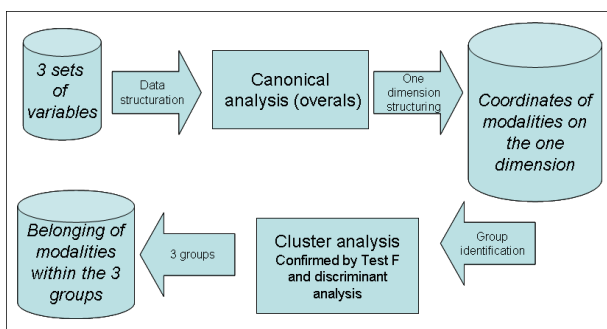 3 sets
of
variables
Data
structuration
Canonical
analysis (overals)
One
dimension
structuring
Coordinates of
modalities on
the one
dimension
Belonging of
modalities
within the 3
groups
3 groups
Cluster analysis
Confirmed by Test F
and discriminant
analysis
Group
identification